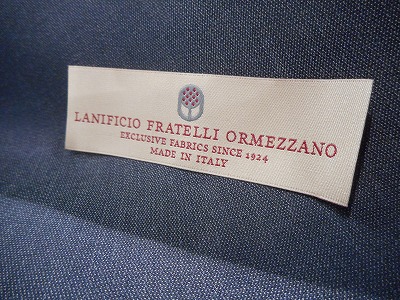 LANIFICIO FRATELLI ORMEZZANO
EXCLUSIVE FABRICS SINCE 1924
MADE IN ITALY